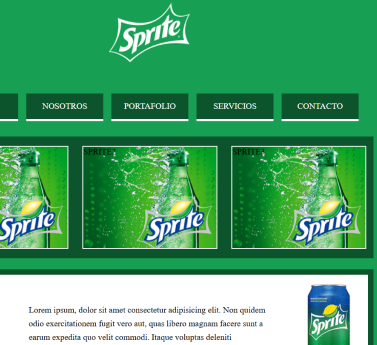 Sprite
NOSOTROS PORTAFOLIO SERVICIOS CONTACTO
SPRITE SPRITE
Sprite Sprite Sprite
Lorem ipsum, dolor sit amet consectetur adipisicing elit. Non quidem
odio exercitationem fugit vero aut, quas libero magnam facere sunt a
earum expedita quo velit commodi. Itaque voluptas deleniti
Sprite